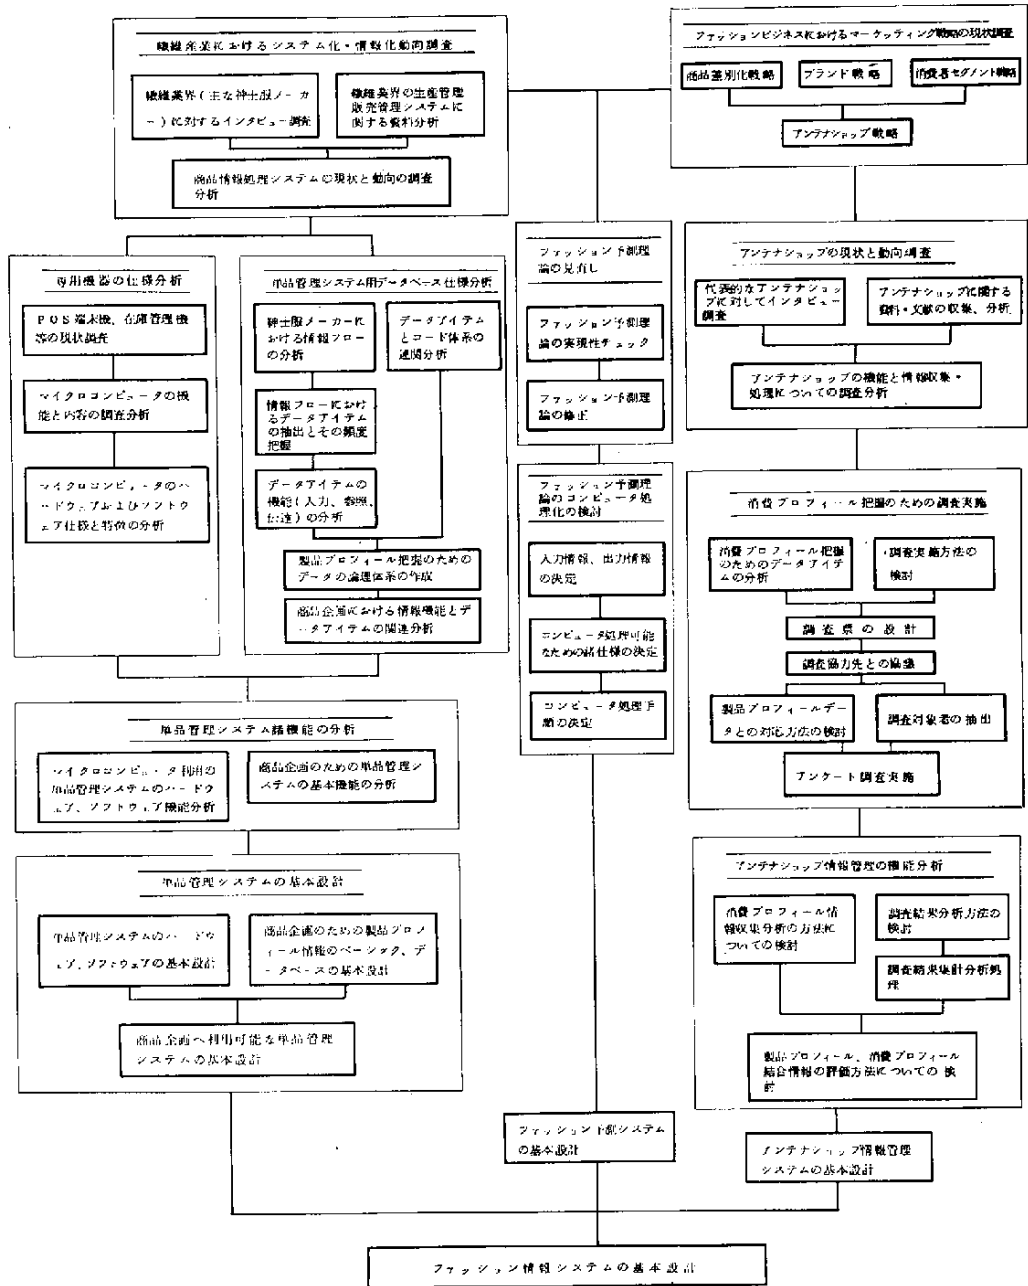 繊維産業におけるシステム化・情報化動向調査
繊維業界(主な紳士服メーカ
ー)に対するインタビュー調査
繊維業界の生産管理
販売管理システムに
関する資料分析
商品情報処理システムの現状と動向の調査
分析
ファッションビジネスにおけるマーケッティング戦略の現状調査
商品差別化戦略
ブランド戦略
消費者セグメント戦略
アンテナショップ戦略
専用機器の仕様分析
POS端末機、在庫管理機
等の現状調査
マイクロコンピュータの機
能と内容の調査分析
マイクロコンピュータのハ
ードウェアおよびソフトウ
ェア仕様と特徴の分析
単品管理システム用データベース仕様分析
紳士服メーカーに
おける情報フロー
の分析
データアイテム
とコード体系の
連関分析
情報フローにおけ
るデータアイテム
の抽出とその頻度
把握
データアイテムの
機能(入力、参照、
伝達)の分析
製品プロフィール把握のための
データの論理体系の作成
商品企画における情報機能とデ
ータアイテムの関連分析
ファッション予測理
論の見直し
ファッション予測理
論の実現性チェック
ファッション予測理
論の修正
ファッション予測理
論のコンピュータ処
理化の検討
入力情報、出力情報
の決定
コンピュータ処理可能
なための諸仕様の決定
コンピュータ処理手
順の決定
アンテナショップの現状と動向調査
代表的なアンテナショッ
プに対してインタビュー
調査
アンテナショップに関する
資料・文献の収集、分析
アンテナショップの機能と情報収集・
処理についての調査分析
消費プロフィール把握のための調査実施
消費プロフィール把握
のためのデータアイテ
ムの分析
・調査実施方法の
検討
調査票の設計
調査協力先との協議
製品プロフィールデー
タとの対応方法の検討
調査対象者の抽出
アンケート調査実施
単品管理システム諸機能の分析
マイクロコンピュータ利用の
単品管理システムのハードウ
ェア、ソフトウェア機能分析
商品企画のための単品管理シ
ステムの基本機能の分析
単品管理システムの基本設計
単品管理システムのハードウ
ェア、ソフトウェアの基本設計
商品企画のための製品プロフ
ィール情報のベーシック、デ
ータベースの基本設計
商品企画へ利用可能な単品管理
システムの基本設計
アンテナショップ情報管理の機能分析
消費プロフィール情
報収集分析の方法に
ついての検討
調査結果分析方法の
検討
調査結果集計分析処
理
製品プロフィール、消費プロフィール
結合情報の評価方法についての検
討
ファッション予測システム
の基本設計
アンテナショップ情報管理
システムの基本設計
ファッション情報システムの基本設計